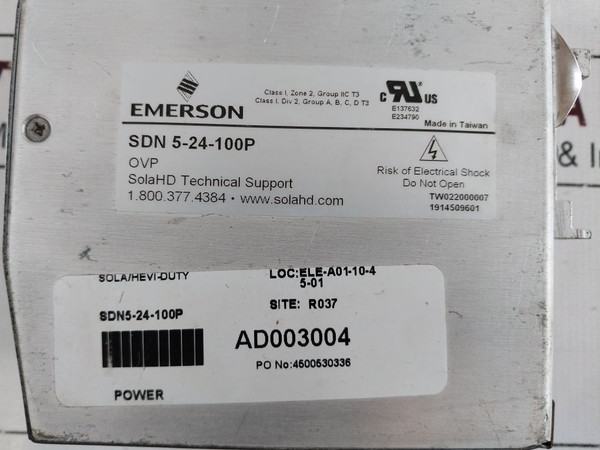 EMERSON
Class I, Zone 2, Group IIC T3
Class I, Div 2, Group A, B, C, D T3
c RU US
E137632
E234790
Made in Taiwan
SDN 5-24-100P
OVP
SolaHD Technical Support
1.800.377.4384 • www.solahd.com
Risk of Electrical Shock
Do Not Open
TW022000007
1914509601
SOLA/HEVI-DUTY
LOC:ELE-A01-10-4
5-01
SITE: R037
SDN5-24-100P
AD003004
PO No:4500530336
POWER
& In